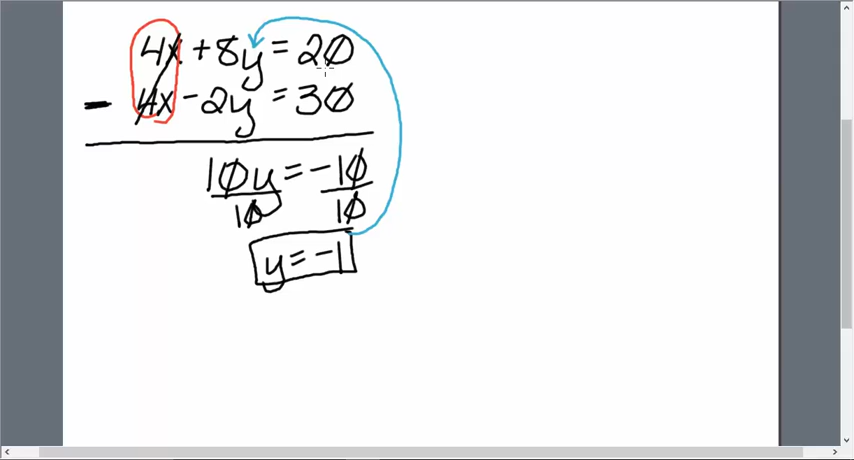 4x + 8y = 20
- 4x - 2y = 30
10y = -10
10 10
y = -1